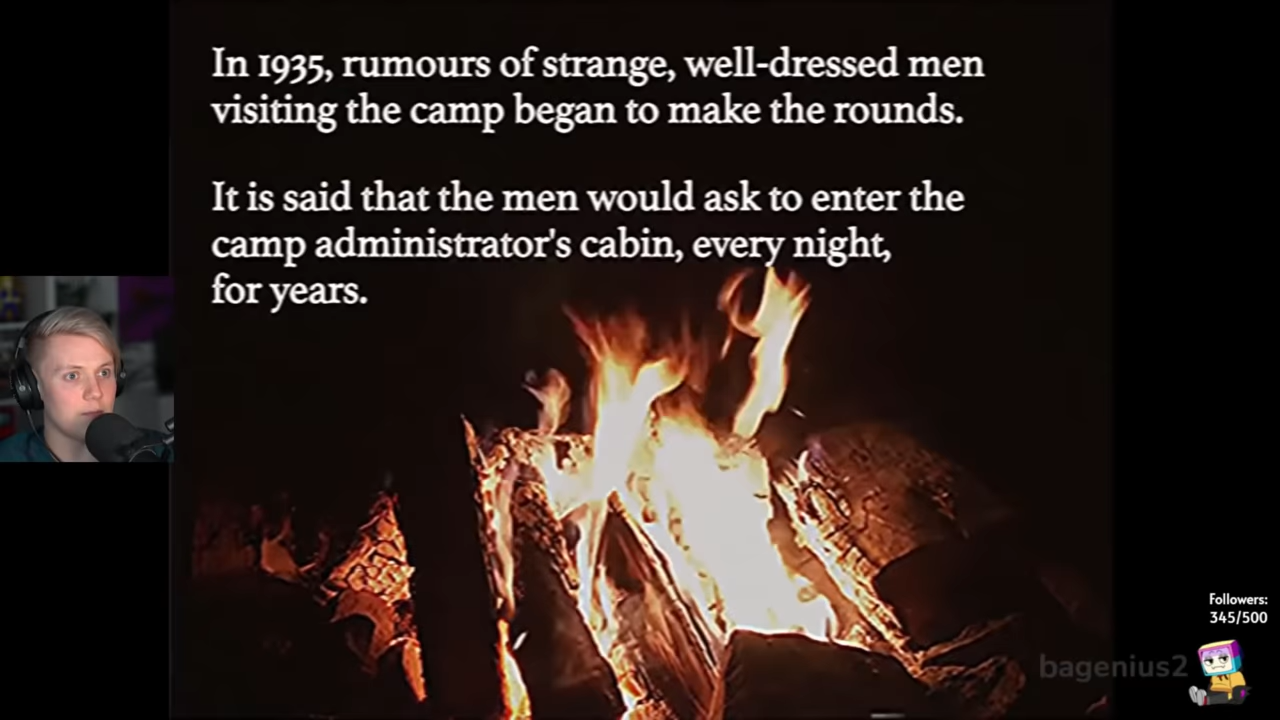 In 1935, rumours of strange, well-dressed men
visiting the camp began to make the rounds.
It is said that the men would ask to enter the
camp administrator's cabin, every night,
for years.
Followers:
345/500
bagenius2